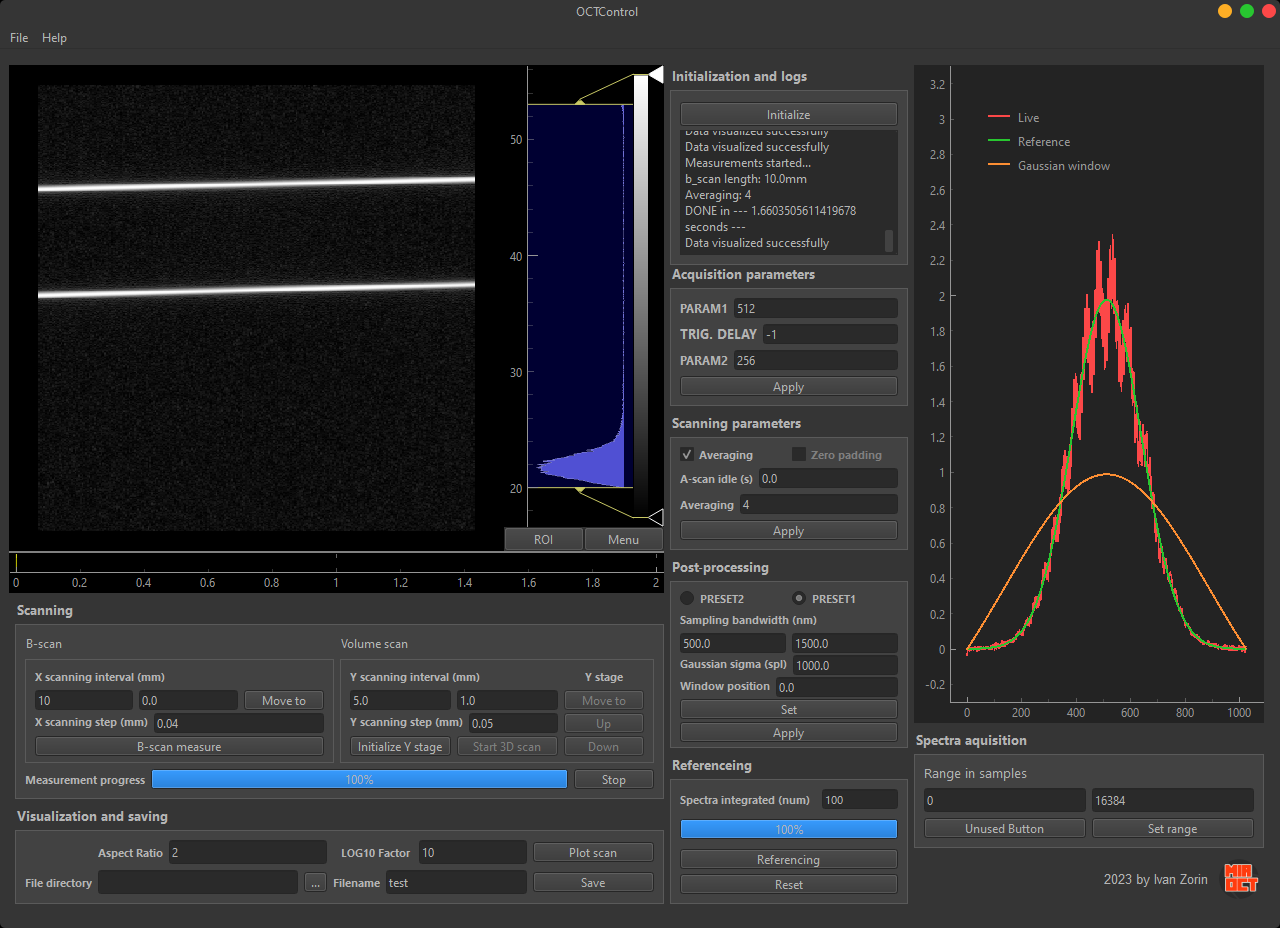 OCTControl
File Help
50
40
30
20
ROI Menu
0 0.2 0.4 0.6 0.8 1 1.2 1.4 1.6 1.8 2
Scanning
B-scan
X scanning interval (mm)
10 0.0 Move to
X scanning step (mm) 0.04
B-scan measure
Volume scan
Y scanning interval (mm) Y stage
5.0 1.0 Move to
Y scanning step (mm) 0.05 Up
Initialize Y stage Start 3D scan Down
Measurement progress 100% Stop
Visualization and saving
Aspect Ratio 2 LOG10 Factor 10 Plot scan
File directory ... Filename test Save
Initialization and logs
Initialize
Data visualized successfully
Data visualized successfully
Measurements started...
b_scan length: 10.0mm
Averaging: 4
DONE in --- 1.6603505611419678
seconds ---
Data visualized successfully
Acquisition parameters
PARAM1 512
TRIG. DELAY -1
PARAM2 256
Apply
Scanning parameters
Averaging Zero padding
A-scan idle (s) 0.0
Averaging 4
Apply
Post-processing
PRESET2 PRESET1
Sampling bandwidth (nm)
500.0 1500.0
Gaussian sigma (spl) 1000.0
Window position 0.0
Set
Apply
Referenceing
Spectra integrated (num) 100
100%
Referencing
Reset
3.2
3
2.8
2.6
2.4
2.2
2
1.8
1.6
1.4
1.2
1
0.8
0.6
0.4
0.2
0
-0.2
Live
Reference
Gaussian window
0 200 400 600 800 1000
Spectra aquisition
Range in samples
0 16384
Unused Button Set range
2023 by Ivan Zorin
MIR
OCT